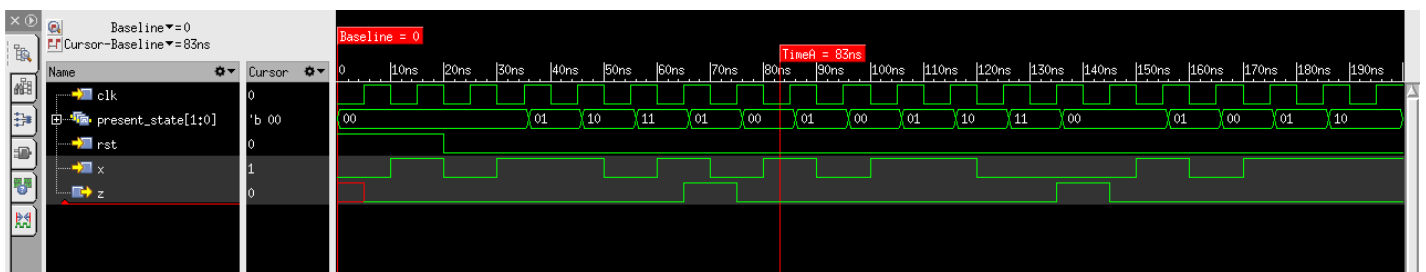 Baseline▼=0
Cursor-Baseline▼=83ns
Baseline = 0
TimeA = 83ns
Name Cursor 0 10ns 20ns 30ns 40ns 50ns 60ns 70ns 80ns 90ns 100ns 110ns 120ns 130ns 140ns 150ns 160ns 170ns 180ns 190ns
clk 0
present_state[1:0] 'b 00 00 01 10 11 01 00 01 00 01 10 11 00 01 00 01 10
rst 0
x 1
z 0